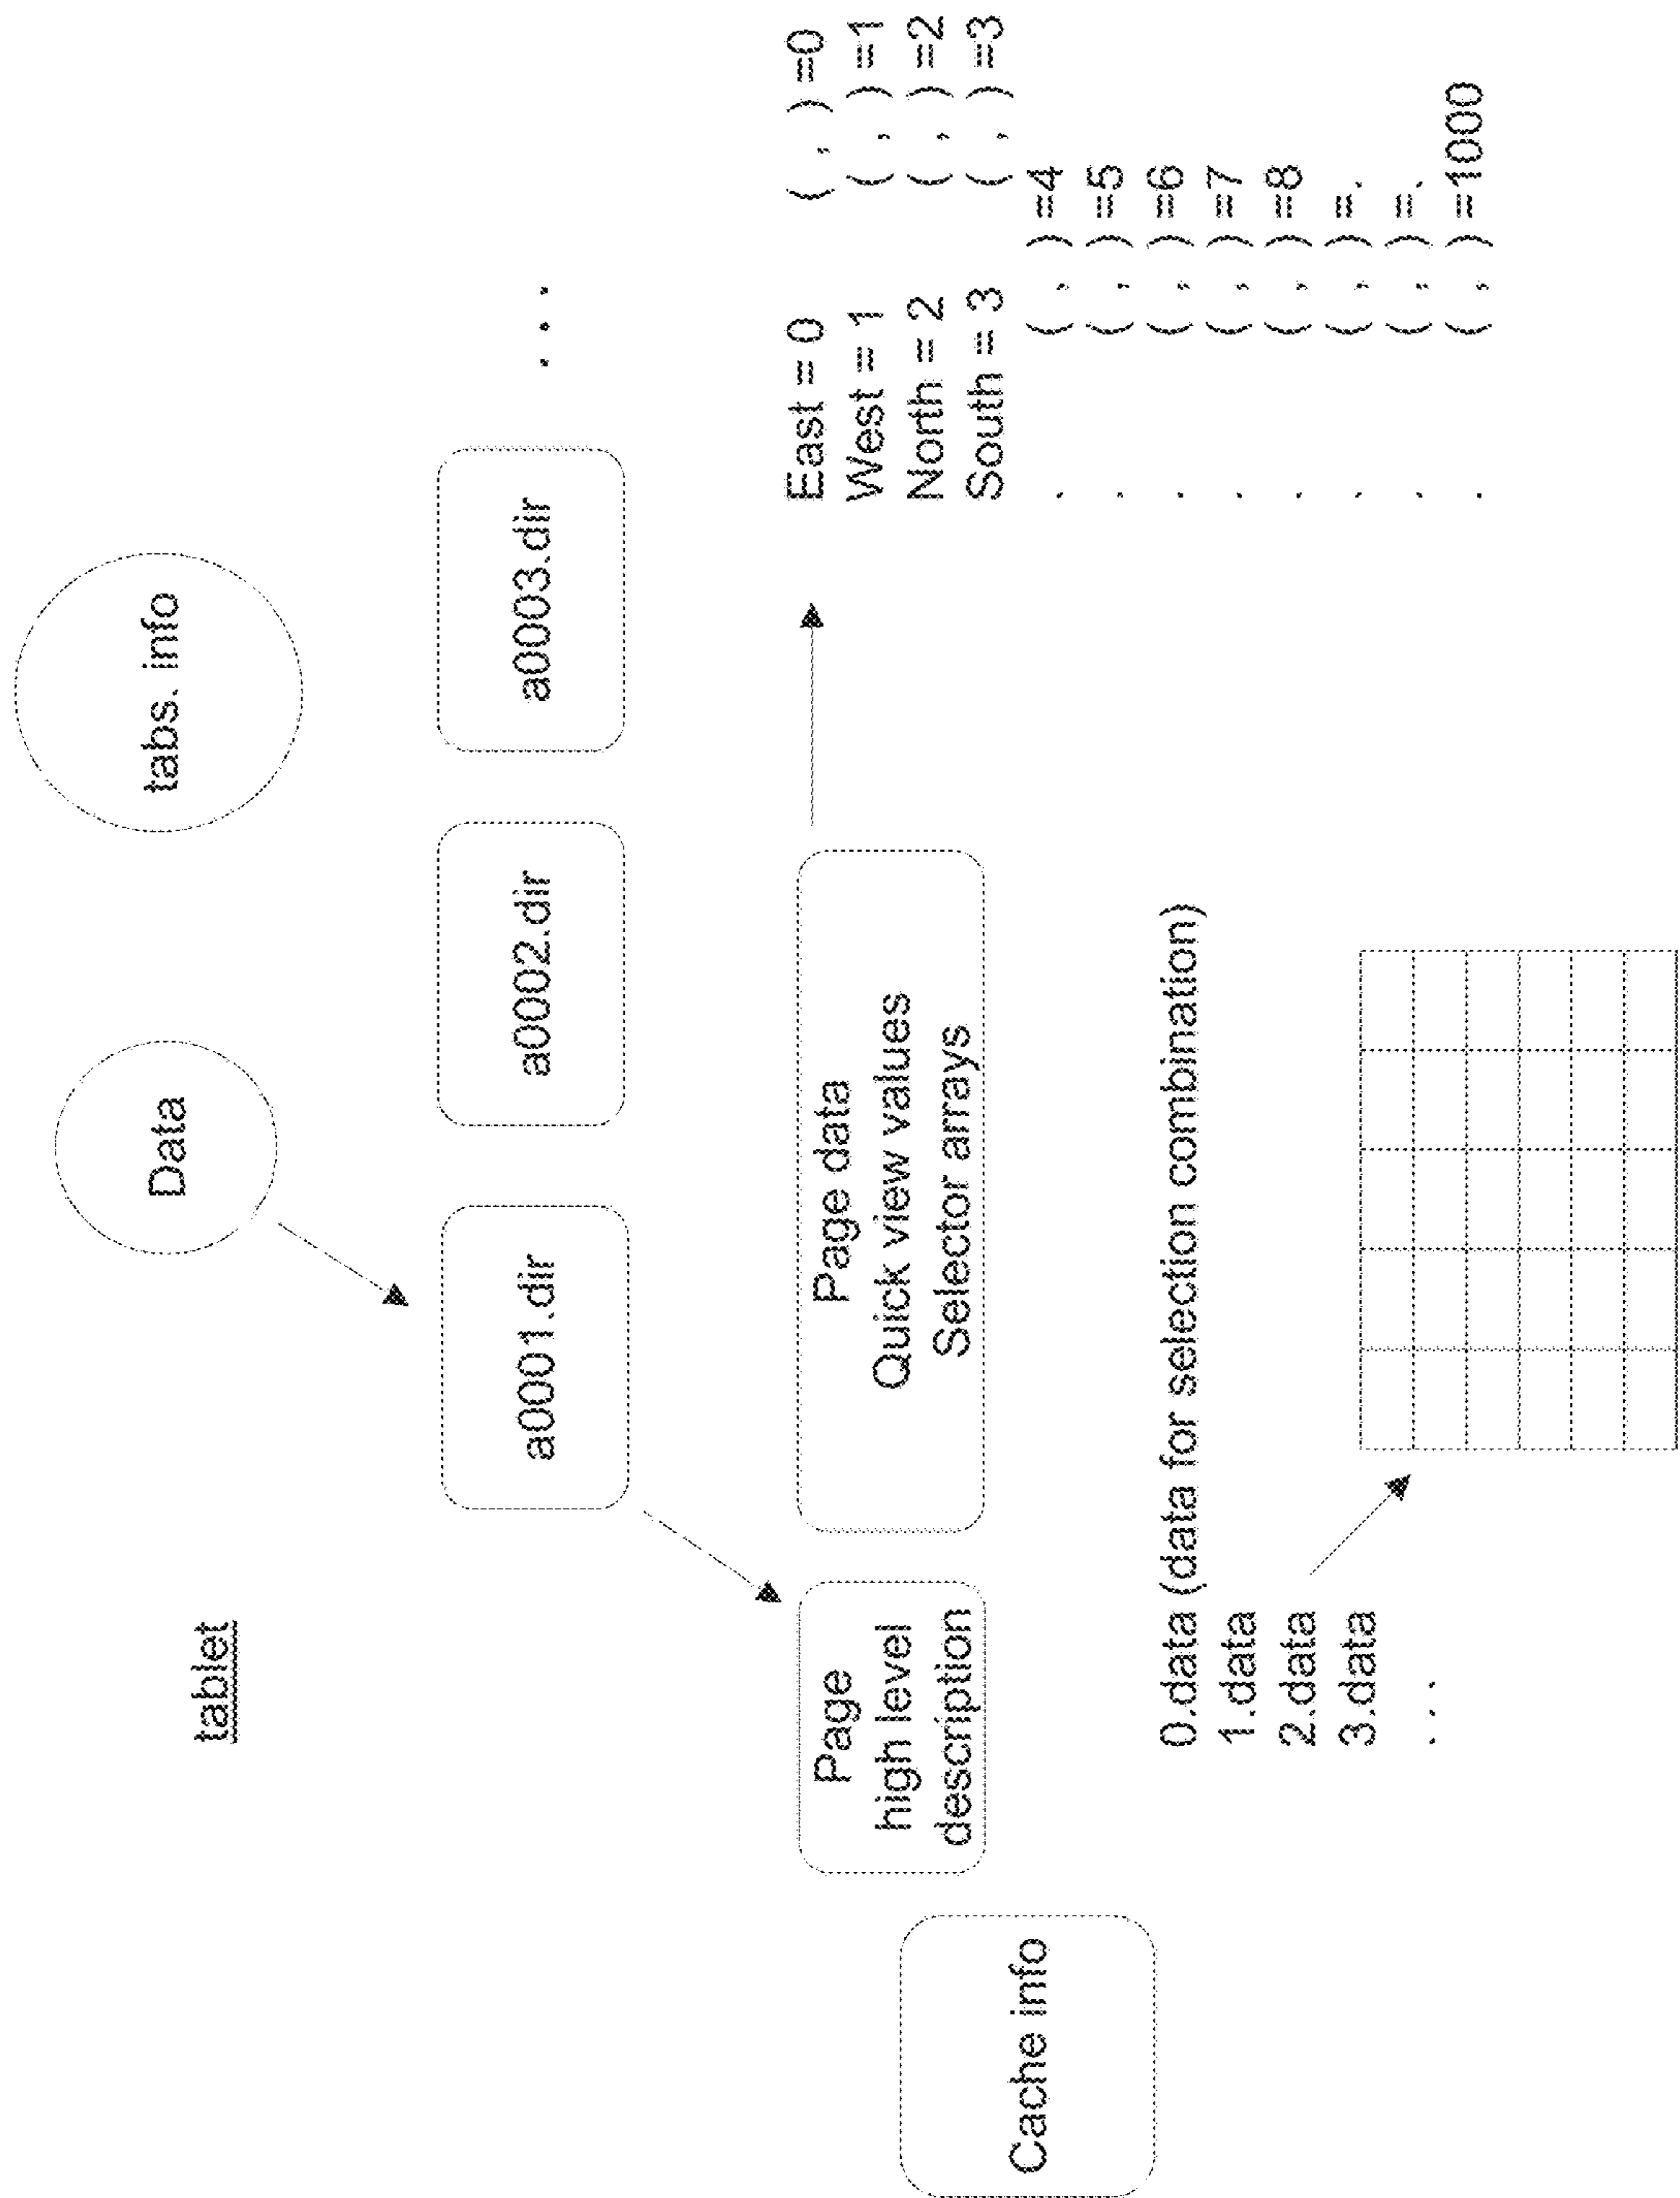 tablet
Data
tabs. info
a0001.dir
a0002.dir
a0003.dir
. . .
Cache info
Page
high level
description
Page data
Quick view values
Selector arrays
East = 0 ( , ) =0
West = 1 ( , ) =1
North = 2 ( , ) =2
South = 3 ( , ) =3
. ( , ) =4
. ( , ) =5
. ( , ) =6
. ( , ) =7
. ( , ) =8
. ( , ) =.
. ( , ) =.
. ( , ) =1000
0.data (data for selection combination)
1.data
2.data
3.data
. . .